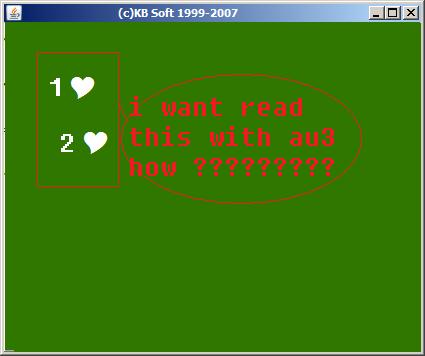 (c)KB Soft 1999-2007
1♥
2♥
i want read
this with au3
how ?????????